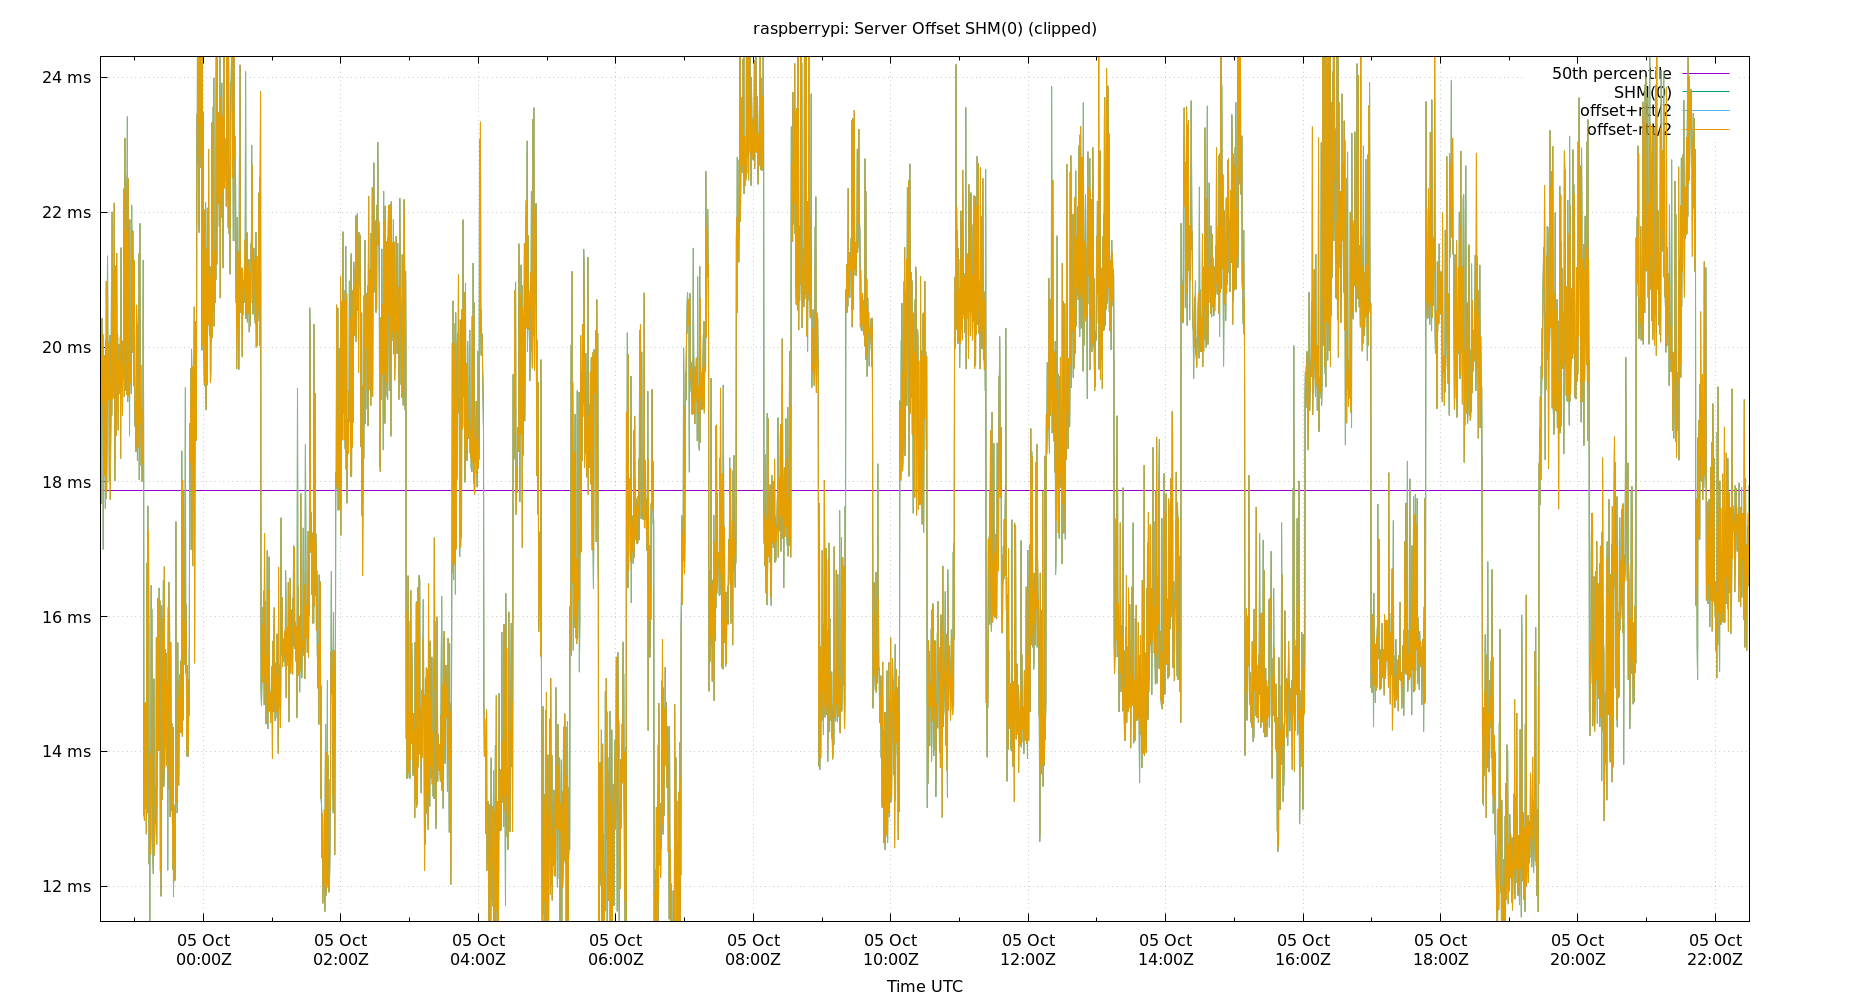 raspberrypi: Server Offset SHM(0) (clipped)
24 ms
22 ms
20 ms
18 ms
16 ms
14 ms
12 ms
50th percentile
SHM(0)
offset+rtt/2
offset-rtt/2
05 Oct 05 Oct 05 Oct 05 Oct 05 Oct 05 Oct 05 Oct 05 Oct 05 Oct 05 Oct 05 Oct 05 Oct
00:00Z 02:00Z 04:00Z 06:00Z 08:00Z 10:00Z 12:00Z 14:00Z 16:00Z 18:00Z 20:00Z 22:00Z
Time UTC